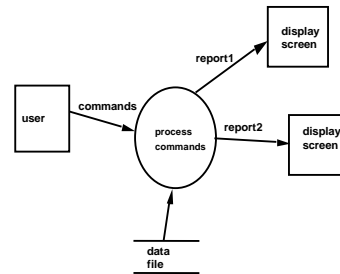 display
screen
report1
commands
user
process
commands
report2
display
screen
data
file